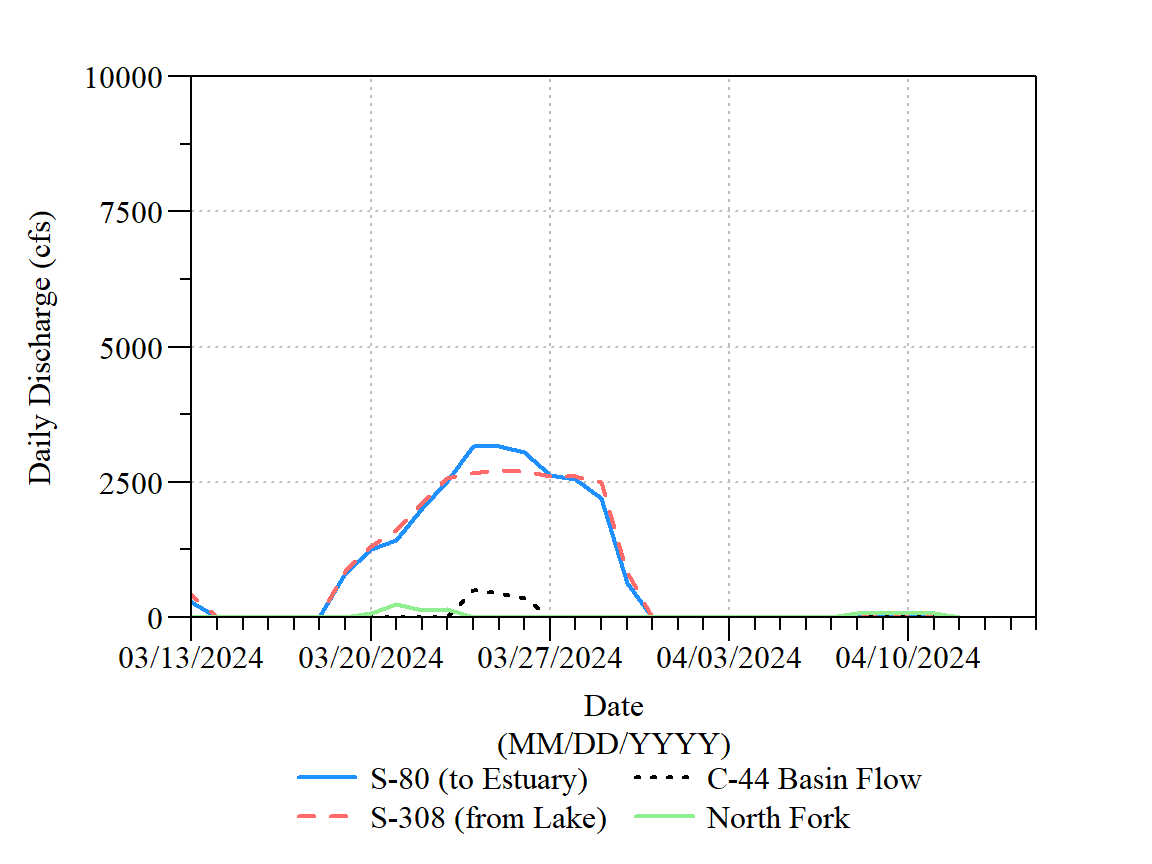 10000
7500
5000
2500
0
Daily Discharge (cfs)
03/13/2024 03/20/2024 03/27/2024 04/03/2024 04/10/2024
Date
(MM/DD/YYYY)
S-80 (to Estuary) C-44 Basin Flow
S-308 (from Lake) North Fork